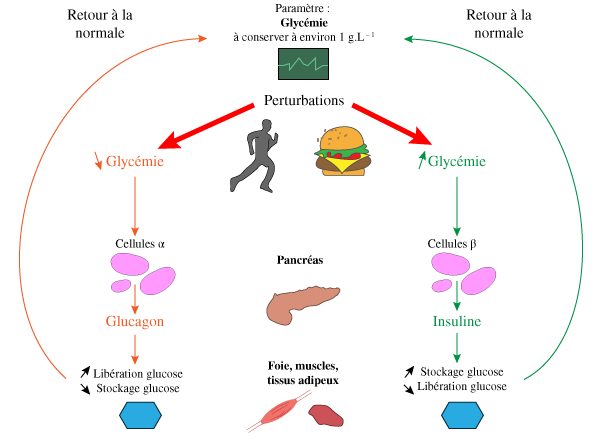 Retour à la
normale
Paramètre :
Glycémie
à conserver à environ 1 g.L⁻¹
Retour à la
normale
Perturbations
Glycémie
Glycémie
Cellules α
Cellules β
Pancréas
Glucagon
Insuline
Foie, muscles,
tissus adipeux
Libération glucose
Stockage glucose
Stockage glucose
Libération glucose